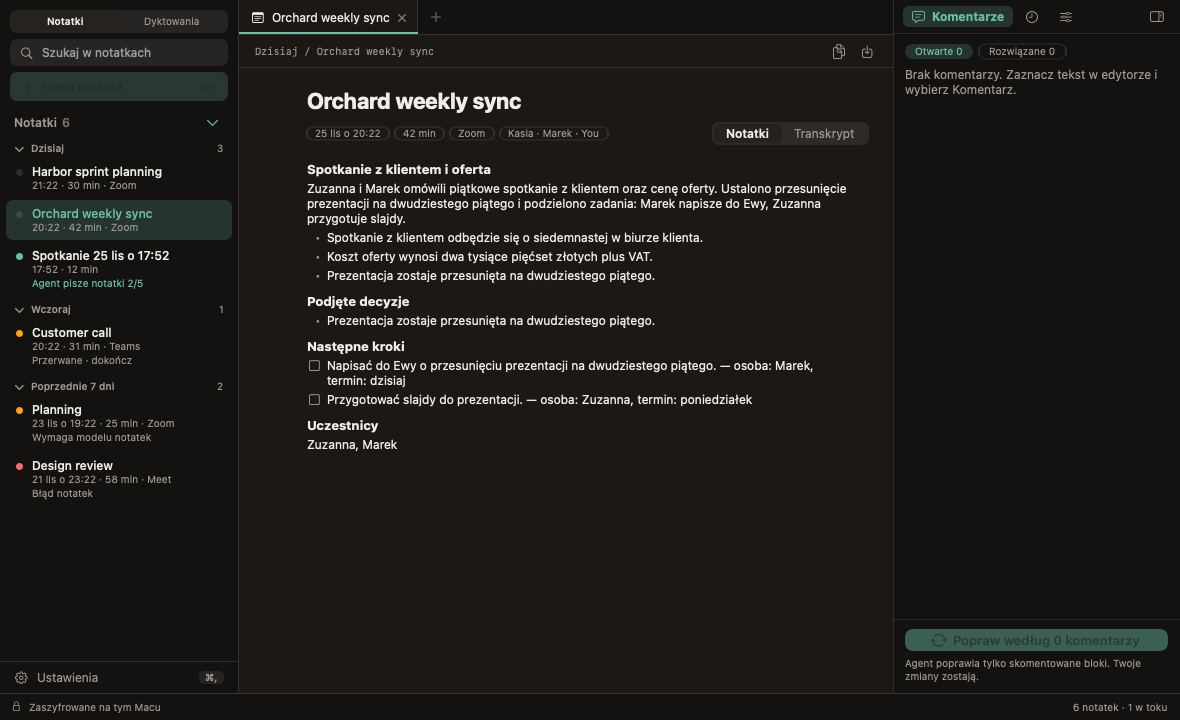 Notatki
Dyktowania
Szukaj w notatkach
+ Nowa notatka ⌘N
Notatki 6
Dzisiaj 3
Harbor sprint planning
21:22 · 30 min · Zoom
Orchard weekly sync
20:22 · 42 min · Zoom
Spotkanie 25 lis o 17:52
17:52 · 12 min
Agent pisze notatki 2/5
Wczoraj 1
Customer call
20:22 · 31 min · Teams
Przerwane · dokończ
Poprzednie 7 dni 2
Planning
23 lis o 19:22 · 25 min · Zoom
Wymaga modelu notatek
Design review
21 lis o 23:22 · 58 min · Meet
Błąd notatek
Ustawienia ⌘,
Zaszyfrowane na tym Macu
Orchard weekly sync
Dzisiaj / Orchard weekly sync
Orchard weekly sync
25 lis o 20:22 42 min Zoom Kasia · Marek · You
Notatki Transkrypt
Spotkanie z klientem i oferta
Zuzanna i Marek omówili piątkowe spotkanie z klientem oraz cenę oferty. Ustalono przesunięcie
prezentacji na dwudziestego piątego i podzielono zadania: Marek napisze do Ewy, Zuzanna
przygotuje slajdy.
• Spotkanie z klientem odbędzie się o siedemnastej w biurze klienta.
• Koszt oferty wynosi dwa tysiące pięćset złotych plus VAT.
• Prezentacja zostaje przesunięta na dwudziestego piątego.
Podjęte decyzje
• Prezentacja zostaje przesunięta na dwudziestego piątego.
Następne kroki
Napisać do Ewy o przesunięciu prezentacji na dwudziestego piątego. — osoba: Marek,
termin: dzisiaj
Przygotować slajdy do prezentacji. — osoba: Zuzanna, termin: poniedziałek
Uczestnicy
Zuzanna, Marek
Komentarze
Otwarte 0 Rozwiązane 0
Brak komentarzy. Zaznacz tekst w edytorze i
wybierz Komentarz.
Popraw według 0 komentarzy
Agent poprawia tylko skomentowane bloki. Twoje
zmiany zostają.
6 notatek · 1 w toku